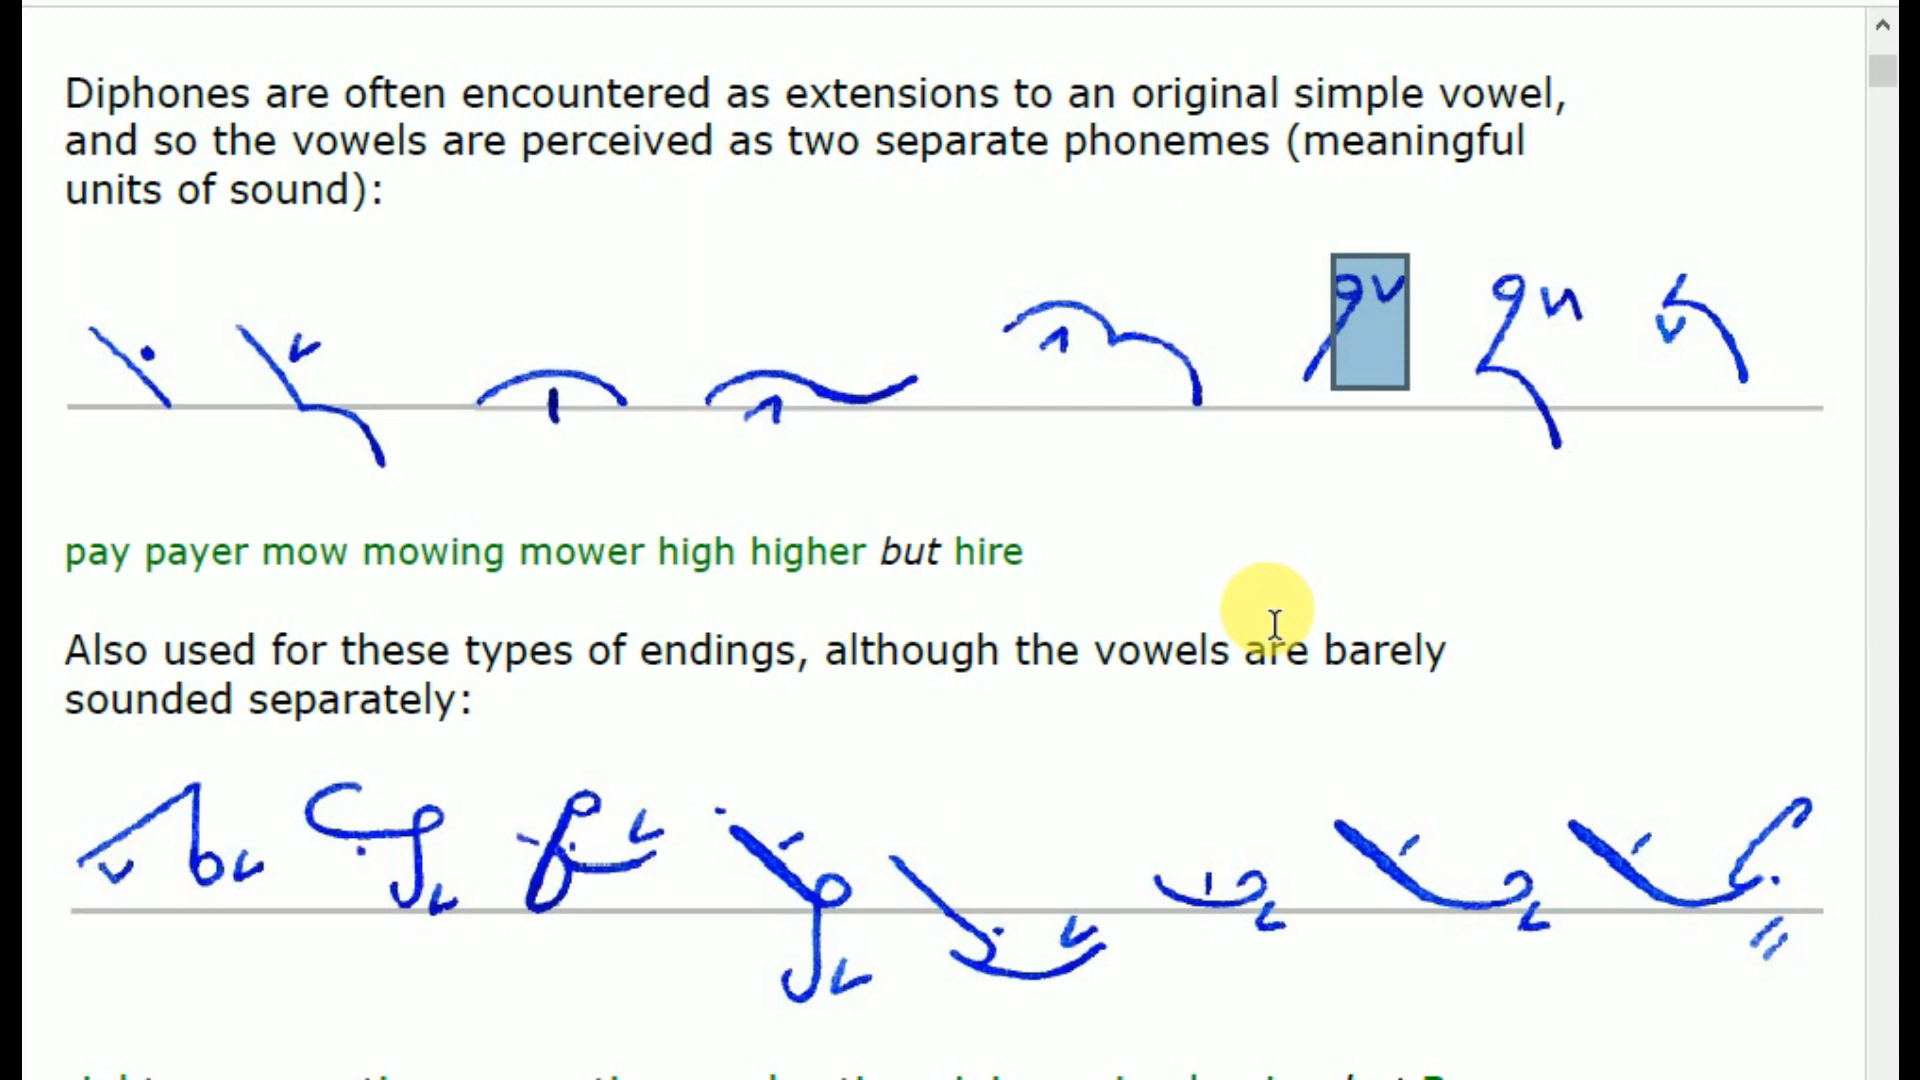 Diphones are often encountered as extensions to an original simple vowel,
and so the vowels are perceived as two separate phonemes (meaningful
units of sound):
pay payer mow mowing mower high higher but hire
Also used for these types of endings, although the vowels are barely
sounded separately: